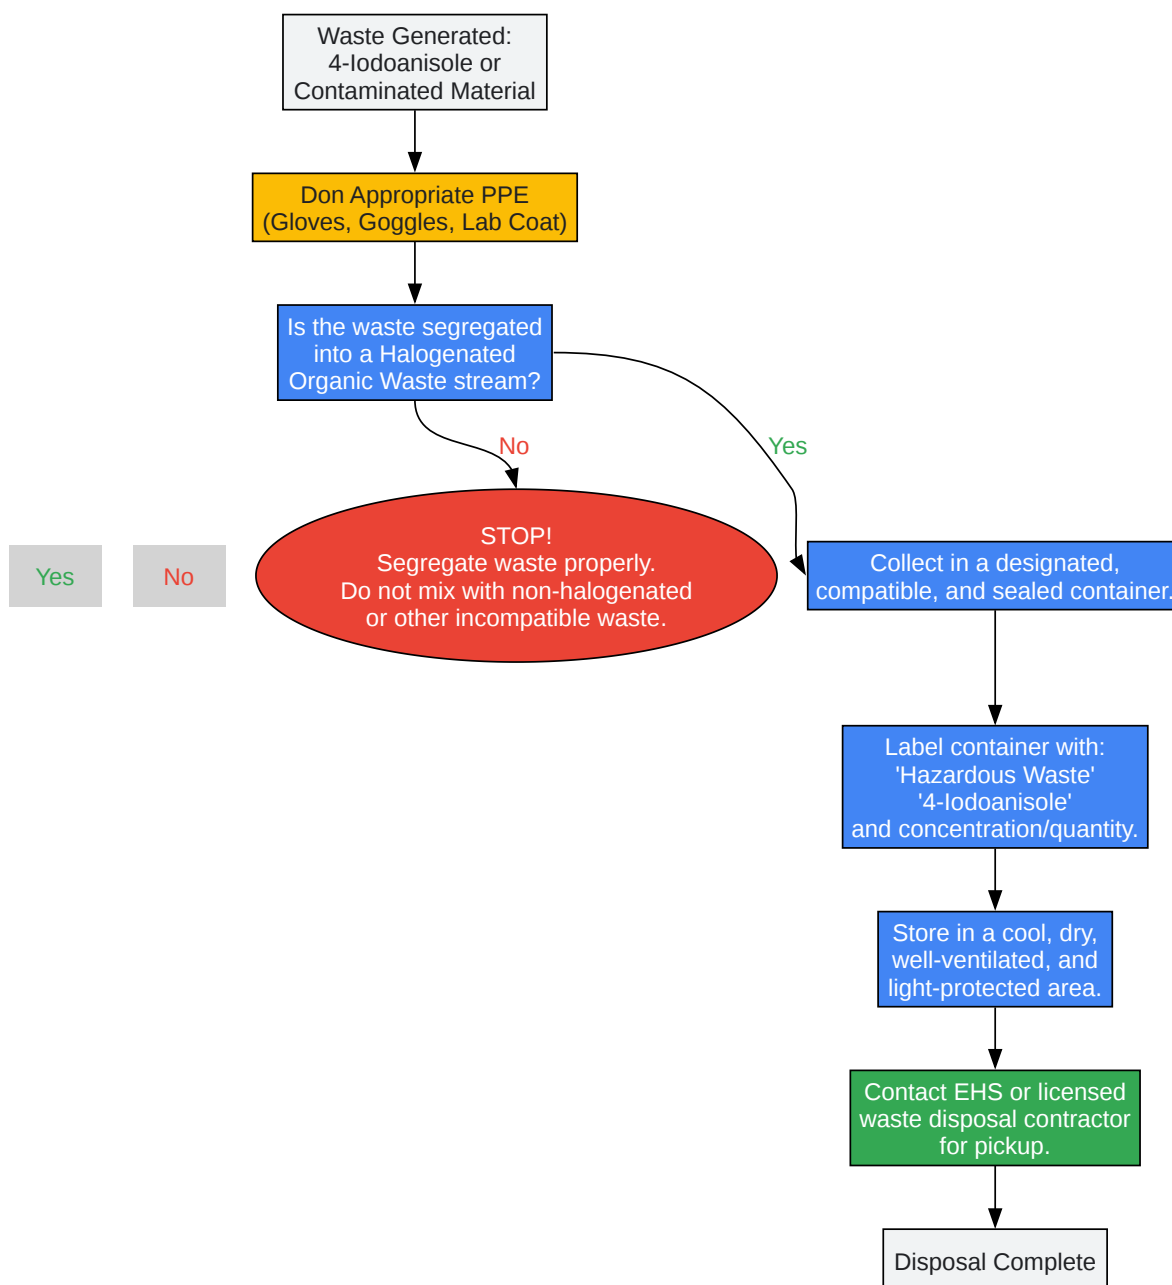 Waste Generated:
4-Iodoanisole or
Contaminated Material
Don Appropriate PPE
(Gloves, Goggles, Lab Coat)
Is the waste segregated
into a Halogenated
Organic Waste stream?
No
Yes
Yes
No
STOP!
Segregate waste properly.
Do not mix with non-halogenated
or other incompatible waste.
Collect in a designated,
compatible, and sealed container.
Label container with:
'Hazardous Waste'
'4-Iodoanisole'
and concentration/quantity.
Store in a cool, dry,
well-ventilated, and
light-protected area.
Contact EHS or licensed
waste disposal contractor
for pickup.
Disposal Complete